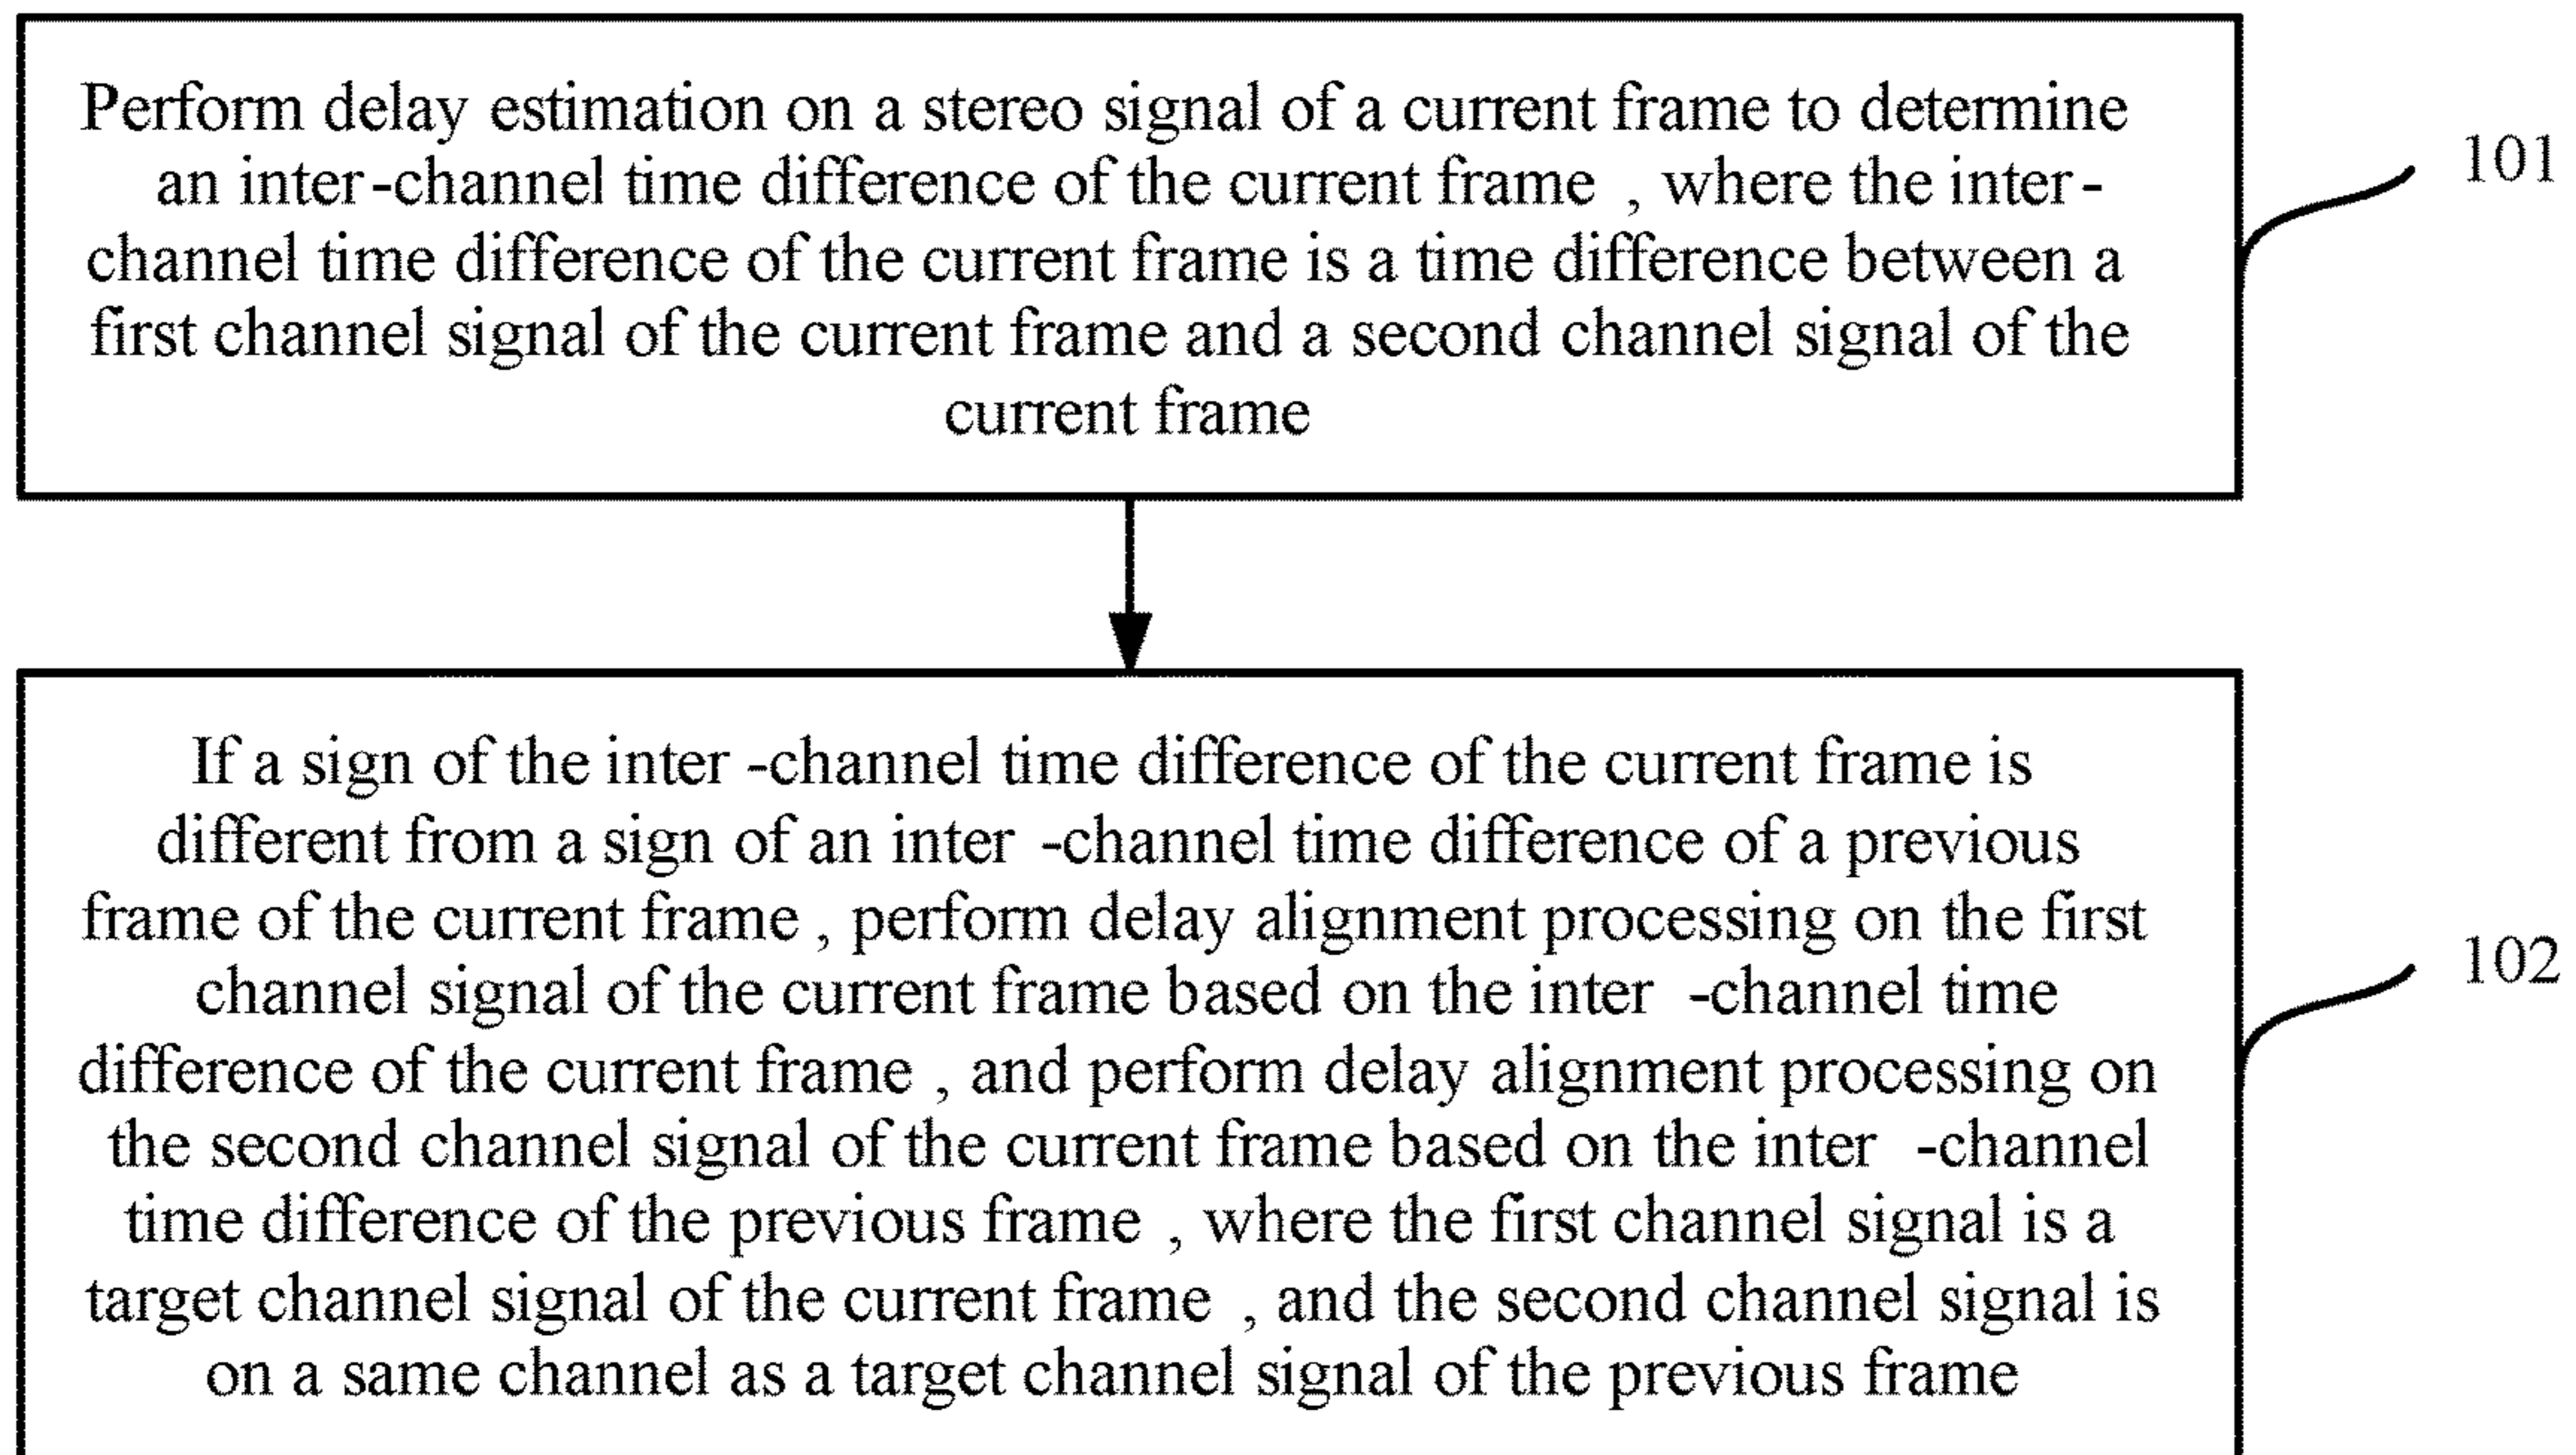 Perform delay estimation on a stereo signal of a current frame to determine
an inter-channel time difference of the current frame , where the inter-
channel time difference of the current frame is a time difference between a
first channel signal of the current frame and a second channel signal of the
current frame
101
If a sign of the inter -channel time difference of the current frame is
different from a sign of an inter -channel time difference of a previous
frame of the current frame , perform delay alignment processing on the first
channel signal of the current frame based on the inter -channel time
difference of the current frame , and perform delay alignment processing on
the second channel signal of the current frame based on the inter -channel
time difference of the previous frame , where the first channel signal is a
target channel signal of the current frame , and the second channel signal is
on a same channel as a target channel signal of the previous frame
102